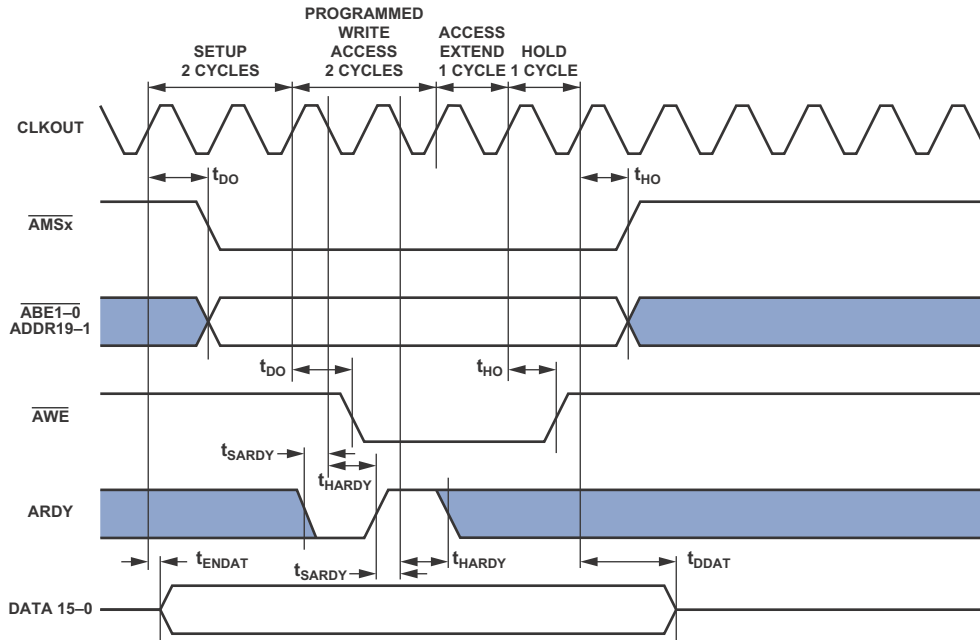 PROGRAMMED
WRITE
ACCESS
2 CYCLES
SETUP
2 CYCLES
ACCESS
EXTEND
1 CYCLE
HOLD
1 CYCLE
CLKOUT
tDO
tHO
AMSx
ABE1–0
ADDR19–1
tDO
tHO
AWE
tSARDY
tHARDY
ARDY
tENDAT
tSARDY
tHARDY
tDDAT
DATA 15–0